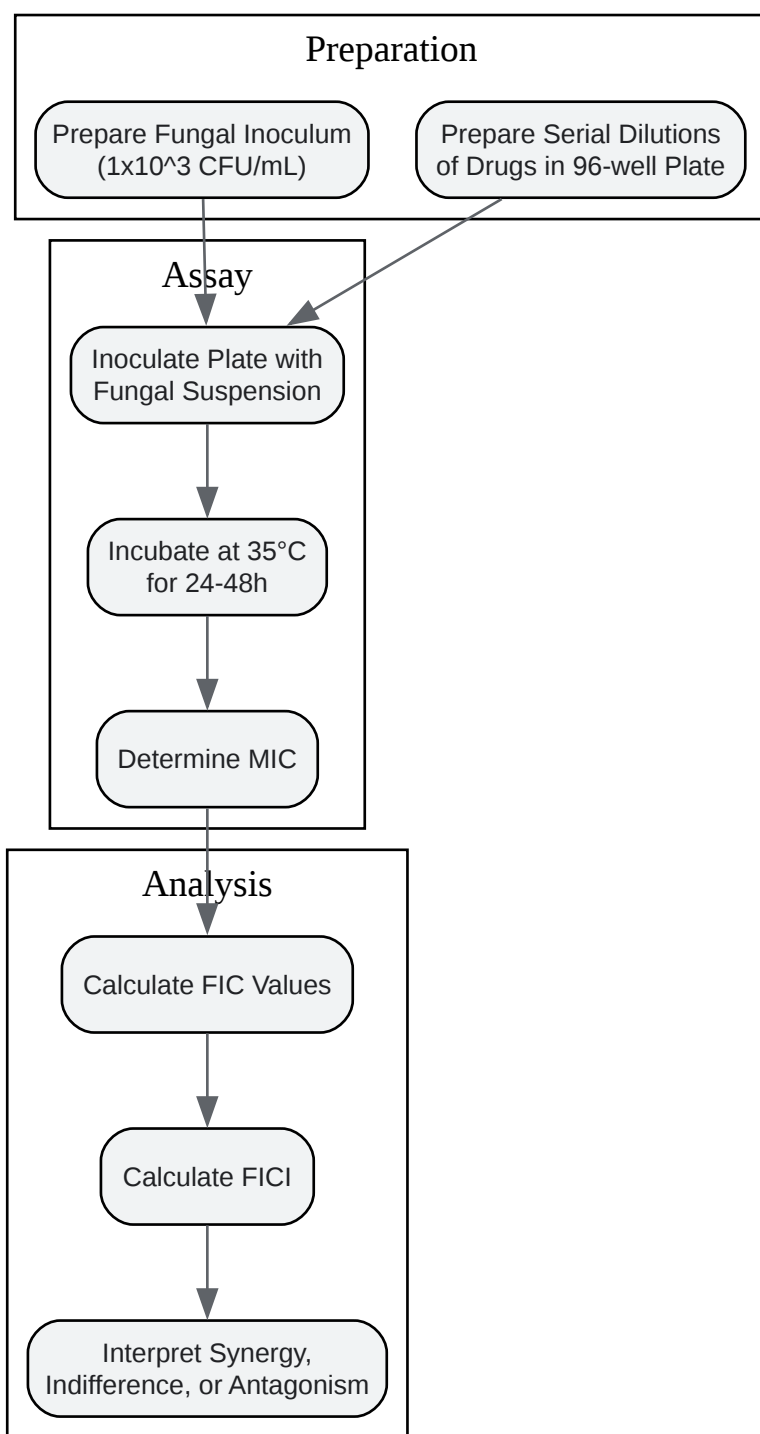 Preparation
Prepare Fungal Inoculum
(1x10^3 CFU/mL)
Prepare Serial Dilutions
of Drugs in 96-well Plate
Assay
Inoculate Plate with
Fungal Suspension
Incubate at 35°C
for 24-48h
Determine MIC
Analysis
Calculate FIC Values
Calculate FICI
Interpret Synergy,
Indifference, or Antagonism